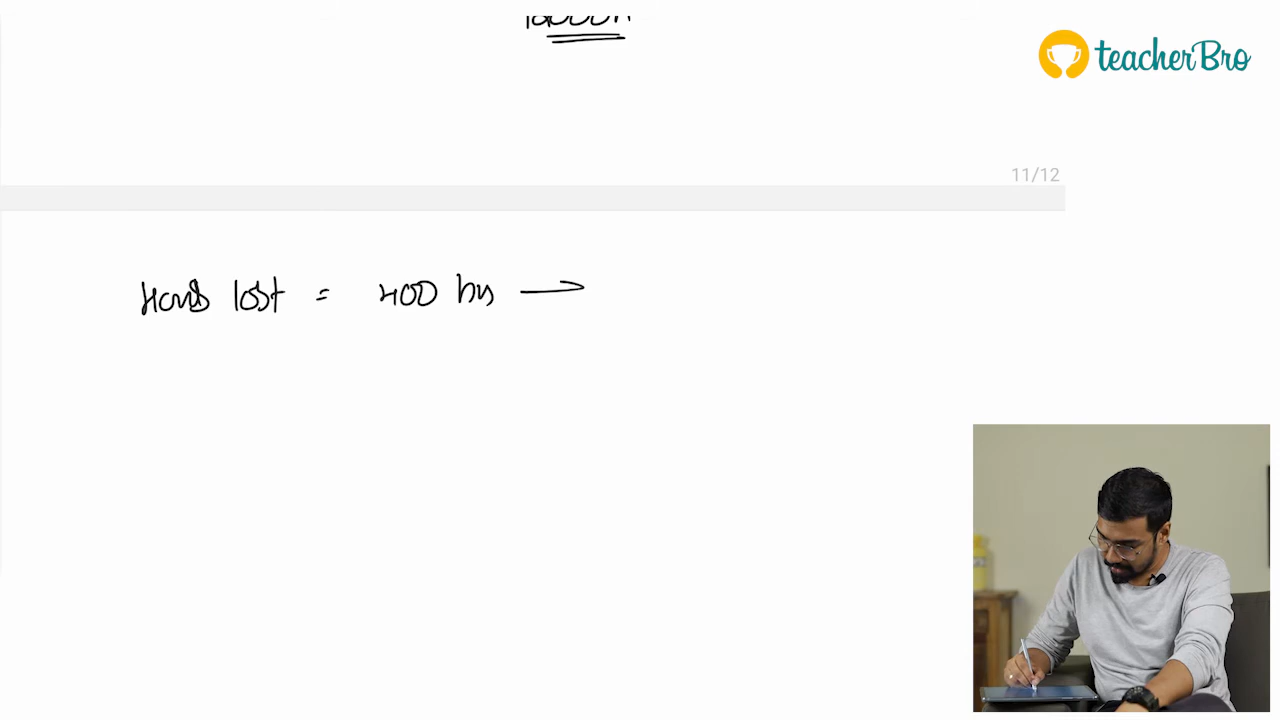 teacherBro
11/12
Hours lost = 400 hrs →